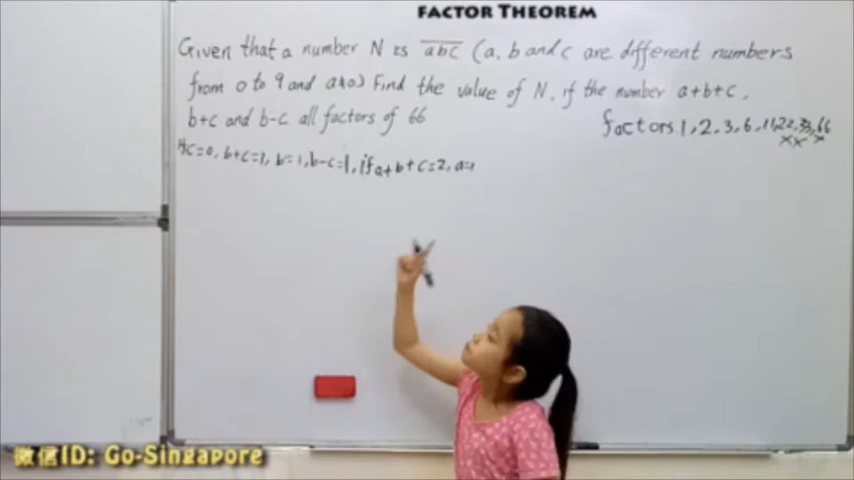 FACTOR THEOREM
Given that a number N is abc (a, b and c are different numbers
from 0 to 9 and a≠0) Find the value of N, if the number a+b+c,
b+c and b-c all factors of 66
factors 1, 2, 3, 6, 11, 22, 33, 66
×× ×
If c=0, b+c=1, b=1, b-c=1, if a+b+c=2, a=1
微信ID: Go-Singapore